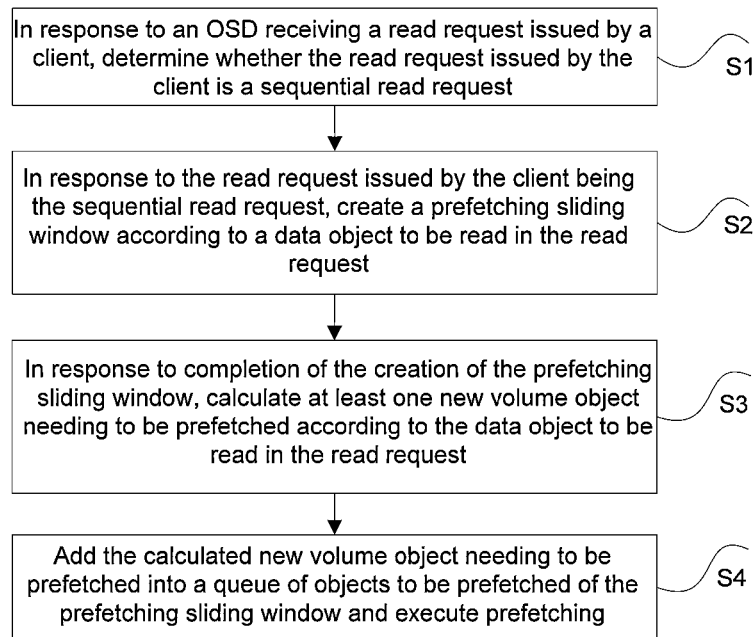 In response to an OSD receiving a read request issued by a
client, determine whether the read request issued by the
client is a sequential read request
S1
In response to the read request issued by the client being
the sequential read request, create a prefetching sliding
window according to a data object to be read in the read
request
S2
In response to completion of the creation of the prefetching
sliding window, calculate at least one new volume object
needing to be prefetched according to the data object to be
read in the read request
S3
Add the calculated new volume object needing to be
prefetched into a queue of objects to be prefetched of the
prefetching sliding window and execute prefetching
S4